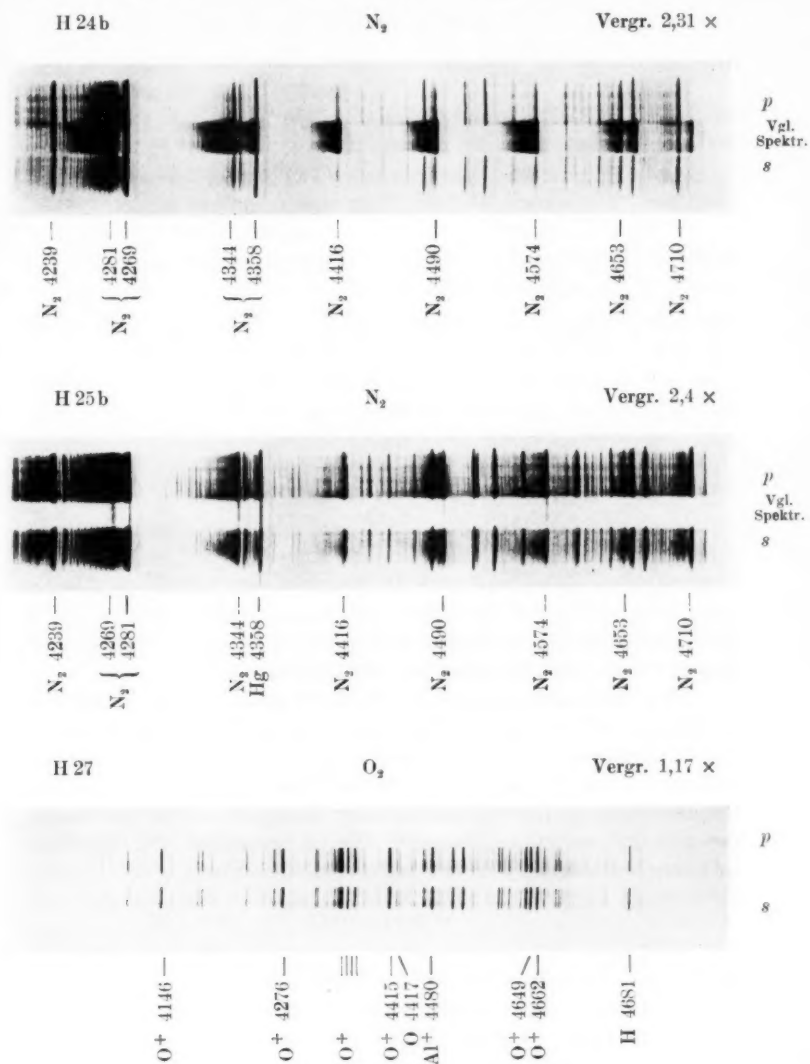 H 24b N₂ Vergr. 2,31 ×
p
Vgl.
Spektr.
s
N₂ 4239
N₂ { 4281
4269
N₂ { 4344
4358
N₂ 4416
N₂ 4490
N₂ 4574
N₂ 4653
N₂ 4710
H 25b N₂ Vergr. 2,4 ×
p
Vgl.
Spektr.
s
N₂ 4239
N₂ { 4269
4281
N₂ 4344
Hg 4358
N₂ 4416
N₂ 4490
N₂ 4574
N₂ 4653
N₂ 4710
H 27 O₂ Vergr. 1,17 ×
p
s
O⁺ 4146
O⁺ 4276
O⁺
O⁺ 4415
O 4417
Al⁺ 4480
O⁺ 4649
O⁺ 4662
H 4681